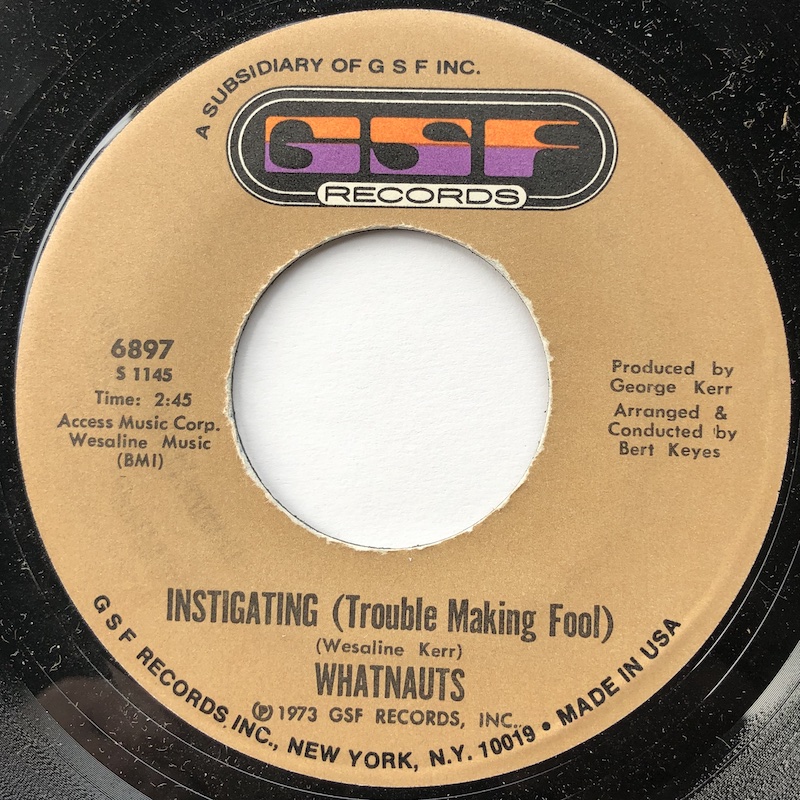 A SUBSIDIARY OF G S F INC.
GSF
RECORDS
6897
S 1145
Time: 2:45
Access Music Corp.
Wesaline Music
(BMI)
Produced by
George Kerr
Arranged &
Conducted by
Bert Keyes
INSTIGATING (Trouble Making Fool)
(Wesaline Kerr)
WHATNAUTS
℗ 1973 GSF RECORDS, INC.
GSF RECORDS, INC., NEW YORK, N.Y. 10019 • MADE IN USA